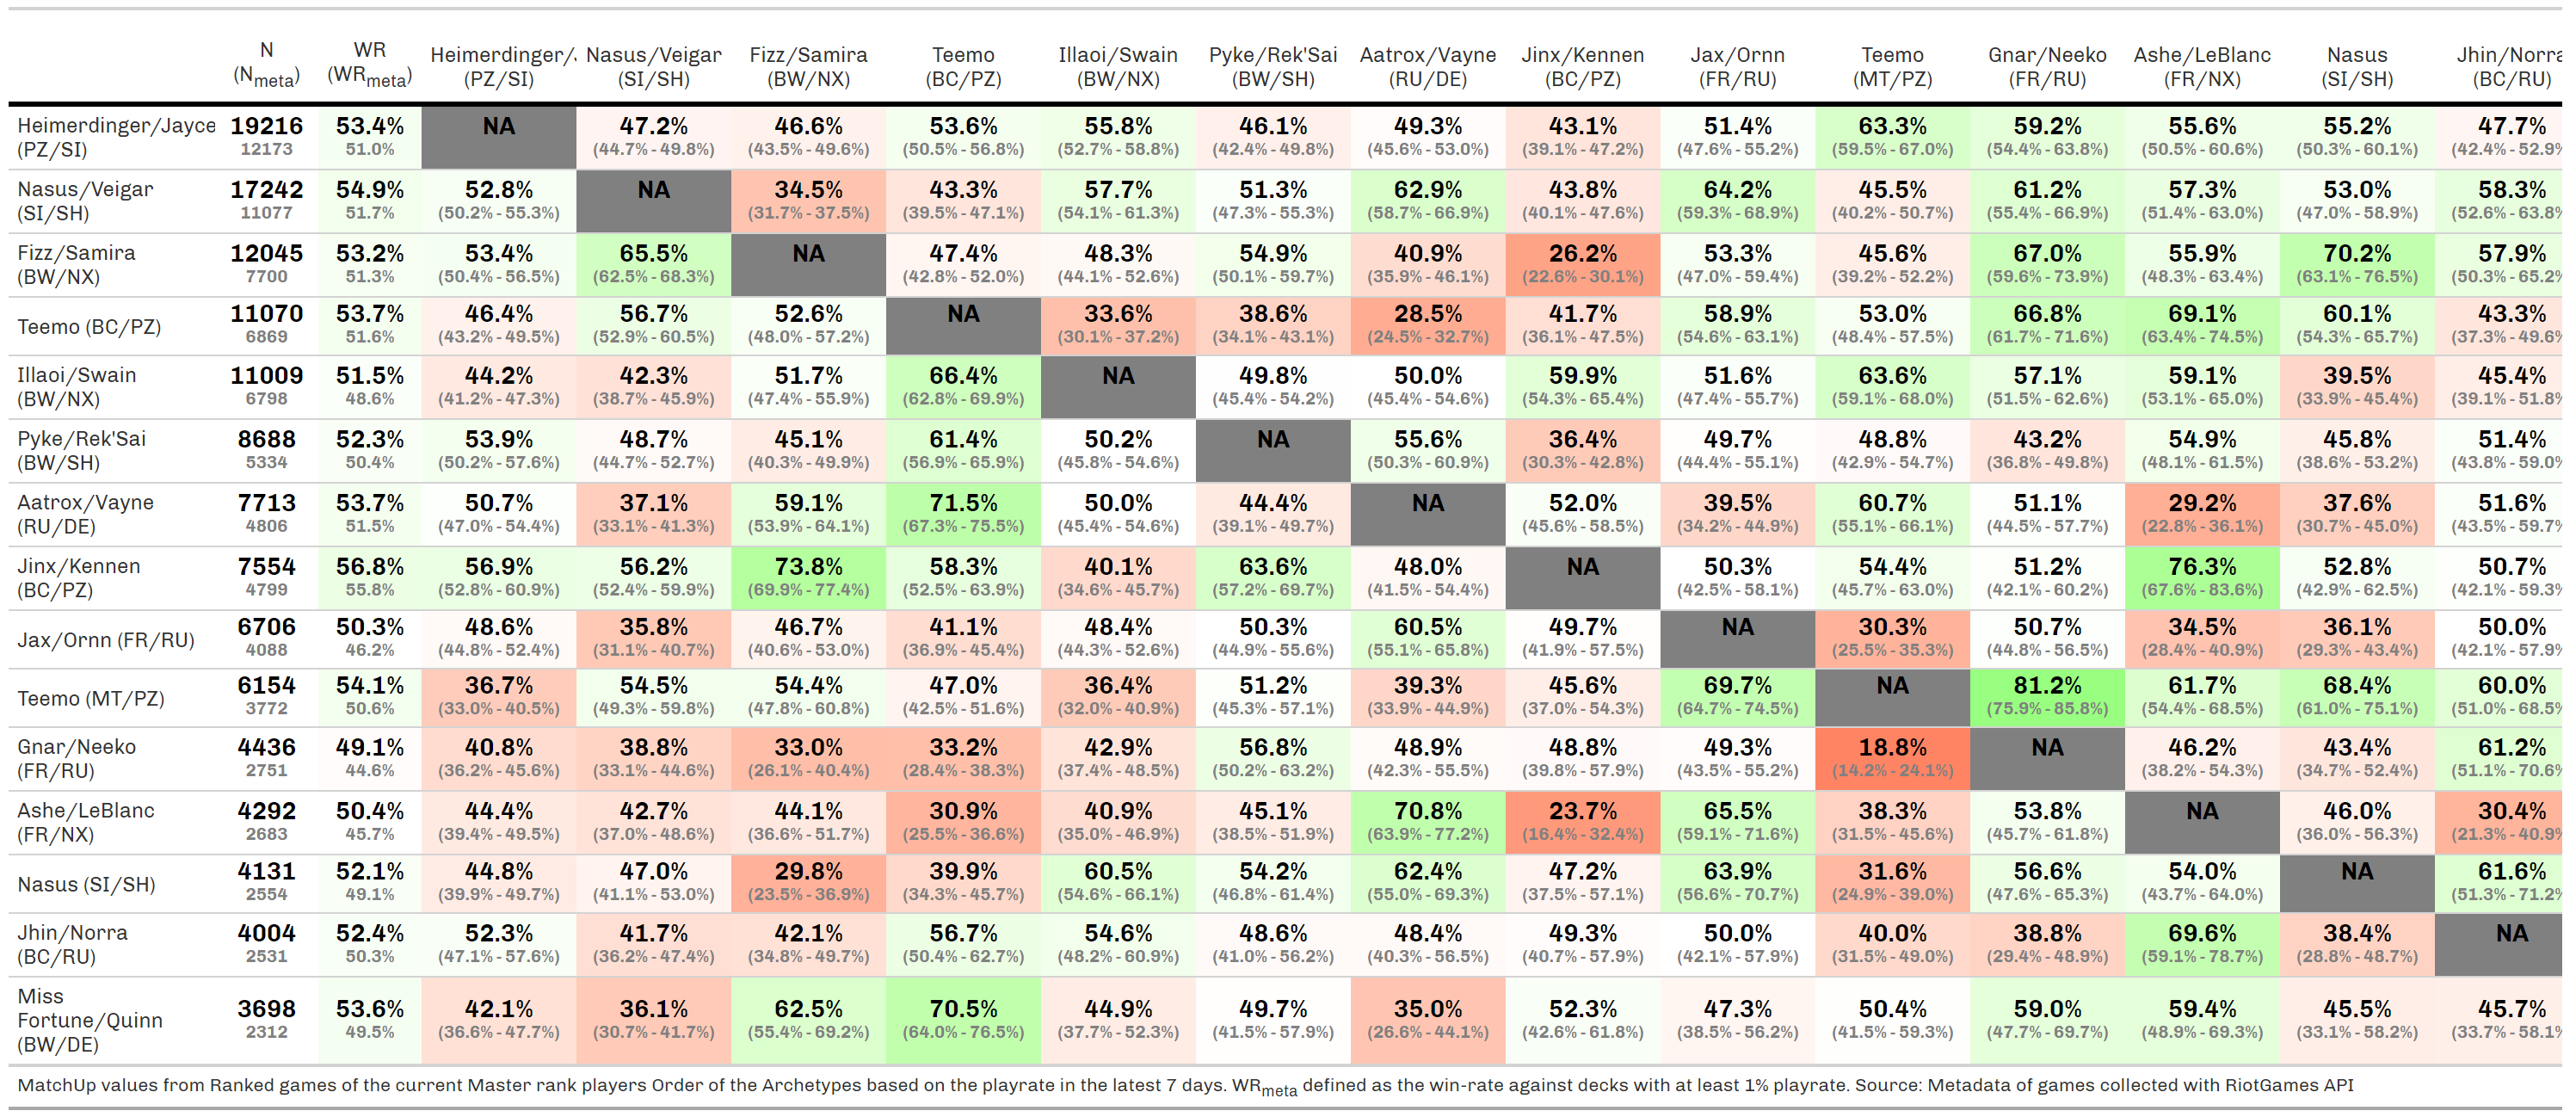 N WR Heimerdinger/J Nasus/Veigar Fizz/Samira Teemo Illaoi/Swain Pyke/Rek'Sai Aatrox/Vayne Jinx/Kennen Jax/Ornn Teemo Gnar/Neeko Ashe/LeBlanc Nasus Jhin/Norra
(Nmeta) (WRmeta) (PZ/SI) (SI/SH) (BW/NX) (BC/PZ) (BW/NX) (BW/SH) (RU/DE) (BC/PZ) (FR/RU) (MT/PZ) (FR/RU) (FR/NX) (SI/SH) (BC/RU)
Heimerdinger/Jayce 19216 53.4% NA 47.2% 46.6% 53.6% 55.8% 46.1% 49.3% 43.1% 51.4% 63.3% 59.2% 55.6% 55.2% 47.7%
(PZ/SI) 12173 51.0% (44.7% - 49.8%) (43.5% - 49.6%) (50.5% - 56.8%) (52.7% - 58.8%) (42.4% - 49.8%) (45.6% - 53.0%) (39.1% - 47.2%) (47.6% - 55.2%) (59.5% - 67.0%) (54.4% - 63.8%) (50.5% - 60.6%) (50.3% - 60.1%) (42.4% - 52.9%
Nasus/Veigar 17242 54.9% 52.8% NA 34.5% 43.3% 57.7% 51.3% 62.9% 43.8% 64.2% 45.5% 61.2% 57.3% 53.0% 58.3%
(SI/SH) 11077 51.7% (50.2% - 55.3%) (31.7% - 37.5%) (39.5% - 47.1%) (54.1% - 61.3%) (47.3% - 55.3%) (58.7% - 66.9%) (40.1% - 47.6%) (59.3% - 68.9%) (40.2% - 50.7%) (55.4% - 66.9%) (51.4% - 63.0%) (47.0% - 58.9%) (52.6% - 63.8%
Fizz/Samira 12045 53.2% 53.4% 65.5% NA 47.4% 48.3% 54.9% 40.9% 26.2% 53.3% 45.6% 67.0% 55.9% 70.2% 57.9%
(BW/NX) 7700 51.3% (50.4% - 56.5%) (62.5% - 68.3%) (42.8% - 52.0%) (44.1% - 52.6%) (50.1% - 59.7%) (35.9% - 46.1%) (22.6% - 30.1%) (47.0% - 59.4%) (39.2% - 52.2%) (59.6% - 73.9%) (48.3% - 63.4%) (63.1% - 76.5%) (50.3% - 65.2%
Teemo (BC/PZ) 11070 53.7% 46.4% 56.7% 52.6% NA 33.6% 38.6% 28.5% 41.7% 58.9% 53.0% 66.8% 69.1% 60.1% 43.3%
6869 51.6% (43.2% - 49.5%) (52.9% - 60.5%) (48.0% - 57.2%) (30.1% - 37.2%) (34.1% - 43.1%) (24.5% - 32.7%) (36.1% - 47.5%) (54.6% - 63.1%) (48.4% - 57.5%) (61.7% - 71.6%) (63.4% - 74.5%) (54.3% - 65.7%) (37.3% - 49.6%
Illaoi/Swain 11009 51.5% 44.2% 42.3% 51.7% 66.4% NA 49.8% 50.0% 59.9% 51.6% 63.6% 57.1% 59.1% 39.5% 45.4%
(BW/NX) 6798 48.6% (41.2% - 47.3%) (38.7% - 45.9%) (47.4% - 55.9%) (62.8% - 69.9%) (45.4% - 54.2%) (45.4% - 54.6%) (54.3% - 65.4%) (47.4% - 55.7%) (59.1% - 68.0%) (51.5% - 62.6%) (53.1% - 65.0%) (33.9% - 45.4%) (39.1% - 51.8%
Pyke/Rek'Sai 8688 52.3% 53.9% 48.7% 45.1% 61.4% 50.2% NA 55.6% 36.4% 49.7% 48.8% 43.2% 54.9% 45.8% 51.4%
(BW/SH) 5334 50.4% (50.2% - 57.6%) (44.7% - 52.7%) (40.3% - 49.9%) (56.9% - 65.9%) (45.8% - 54.6%) (50.3% - 60.9%) (30.3% - 42.8%) (44.4% - 55.1%) (42.9% - 54.7%) (36.8% - 49.8%) (48.1% - 61.5%) (38.6% - 53.2%) (43.8% - 59.0%
Aatrox/Vayne 7713 53.7% 50.7% 37.1% 59.1% 71.5% 50.0% 44.4% NA 52.0% 39.5% 60.7% 51.1% 29.2% 37.6% 51.6%
(RU/DE) 4806 51.5% (47.0% - 54.4%) (33.1% - 41.3%) (53.9% - 64.1%) (67.3% - 75.5%) (45.4% - 54.6%) (39.1% - 49.7%) (45.6% - 58.5%) (34.2% - 44.9%) (55.1% - 66.1%) (44.5% - 57.7%) (22.8% - 36.1%) (30.7% - 45.0%) (43.5% - 59.7%
Jinx/Kennen 7554 56.8% 56.9% 56.2% 73.8% 58.3% 40.1% 63.6% 48.0% NA 50.3% 54.4% 51.2% 76.3% 52.8% 50.7%
(BC/PZ) 4799 55.8% (52.8% - 60.9%) (52.4% - 59.9%) (69.9% - 77.4%) (52.5% - 63.9%) (34.6% - 45.7%) (57.2% - 69.7%) (41.5% - 54.4%) (42.5% - 58.1%) (45.7% - 63.0%) (42.1% - 60.2%) (67.6% - 83.6%) (42.9% - 62.5%) (42.1% - 59.3%
Jax/Ornn (FR/RU) 6706 50.3% 48.6% 35.8% 46.7% 41.1% 48.4% 50.3% 60.5% 49.7% NA 30.3% 50.7% 34.5% 36.1% 50.0%
4088 46.2% (44.8% - 52.4%) (31.1% - 40.7%) (40.6% - 53.0%) (36.9% - 45.4%) (44.3% - 52.6%) (44.9% - 55.6%) (55.1% - 65.8%) (41.9% - 57.5%) (25.5% - 35.3%) (44.8% - 56.5%) (28.4% - 40.9%) (29.3% - 43.4%) (42.1% - 57.9%
Teemo (MT/PZ) 6154 54.1% 36.7% 54.5% 54.4% 47.0% 36.4% 51.2% 39.3% 45.6% 69.7% NA 81.2% 61.7% 68.4% 60.0%
3772 50.6% (33.0% - 40.5%) (49.3% - 59.8%) (47.8% - 60.8%) (42.5% - 51.6%) (32.0% - 40.9%) (45.3% - 57.1%) (33.9% - 44.9%) (37.0% - 54.3%) (64.7% - 74.5%) (75.9% - 85.8%) (54.4% - 68.5%) (61.0% - 75.1%) (51.0% - 68.5%
Gnar/Neeko 4436 49.1% 40.8% 38.8% 33.0% 33.2% 42.9% 56.8% 48.9% 48.8% 49.3% 18.8% NA 46.2% 43.4% 61.2%
(FR/RU) 2751 44.6% (36.2% - 45.6%) (33.1% - 44.6%) (26.1% - 40.4%) (28.4% - 38.3%) (37.4% - 48.5%) (50.2% - 63.2%) (42.3% - 55.5%) (39.8% - 57.9%) (43.5% - 55.2%) (14.2% - 24.1%) (38.2% - 54.3%) (34.7% - 52.4%) (51.1% - 70.6%
Ashe/LeBlanc 4292 50.4% 44.4% 42.7% 44.1% 30.9% 40.9% 45.1% 70.8% 23.7% 65.5% 38.3% 53.8% NA 46.0% 30.4%
(FR/NX) 2683 45.7% (39.4% - 49.5%) (37.0% - 48.6%) (36.6% - 51.7%) (25.5% - 36.6%) (35.0% - 46.9%) (38.5% - 51.9%) (63.9% - 77.2%) (16.4% - 32.4%) (59.1% - 71.6%) (31.5% - 45.6%) (45.7% - 61.8%) (36.0% - 56.3%) (21.3% - 40.9%
Nasus (SI/SH) 4131 52.1% 44.8% 47.0% 29.8% 39.9% 60.5% 54.2% 62.4% 47.2% 63.9% 31.6% 56.6% 54.0% NA 61.6%
2554 49.1% (39.9% - 49.7%) (41.1% - 53.0%) (23.5% - 36.9%) (34.3% - 45.7%) (54.6% - 66.1%) (46.8% - 61.4%) (55.0% - 69.3%) (37.5% - 57.1%) (56.6% - 70.7%) (24.9% - 39.0%) (47.6% - 65.3%) (43.7% - 64.0%) (51.3% - 71.2%
Jhin/Norra 4004 52.4% 52.3% 41.7% 42.1% 56.7% 54.6% 48.6% 48.4% 49.3% 50.0% 40.0% 38.8% 69.6% 38.4% NA
(BC/RU) 2531 50.3% (47.1% - 57.6%) (36.2% - 47.4%) (34.8% - 49.7%) (50.4% - 62.7%) (48.2% - 60.9%) (41.0% - 56.2%) (40.3% - 56.5%) (40.7% - 57.9%) (42.1% - 57.9%) (31.5% - 49.0%) (29.4% - 48.9%) (59.1% - 78.7%) (28.8% - 48.7%)
Miss
Fortune/Quinn 3698 53.6% 42.1% 36.1% 62.5% 70.5% 44.9% 49.7% 35.0% 52.3% 47.3% 50.4% 59.0% 59.4% 45.5% 45.7%
(BW/DE) 2312 49.5% (36.6% - 47.7%) (30.7% - 41.7%) (55.4% - 69.2%) (64.0% - 76.5%) (37.7% - 52.3%) (41.5% - 57.9%) (26.6% - 44.1%) (42.6% - 61.8%) (38.5% - 56.2%) (41.5% - 59.3%) (47.7% - 69.7%) (48.9% - 69.3%) (33.1% - 58.2%) (33.7% - 58.1%
MatchUp values from Ranked games of the current Master rank players Order of the Archetypes based on the playrate in the latest 7 days. WRmeta defined as the win-rate against decks with at least 1% playrate. Source: Metadata of games collected with RiotGames API